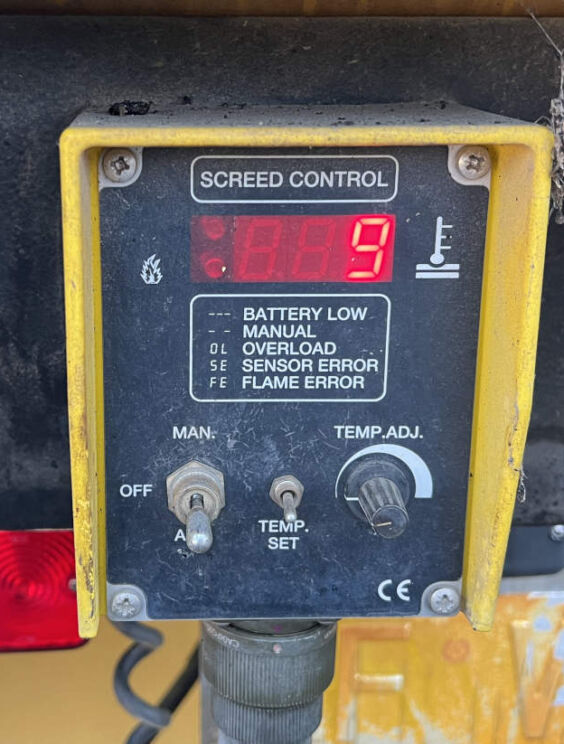 SCREED CONTROL
9
--- BATTERY LOW
-- MANUAL
OL OVERLOAD
SE SENSOR ERROR
FE FLAME ERROR
MAN. TEMP.ADJ.
OFF
TEMP.
SET
CE